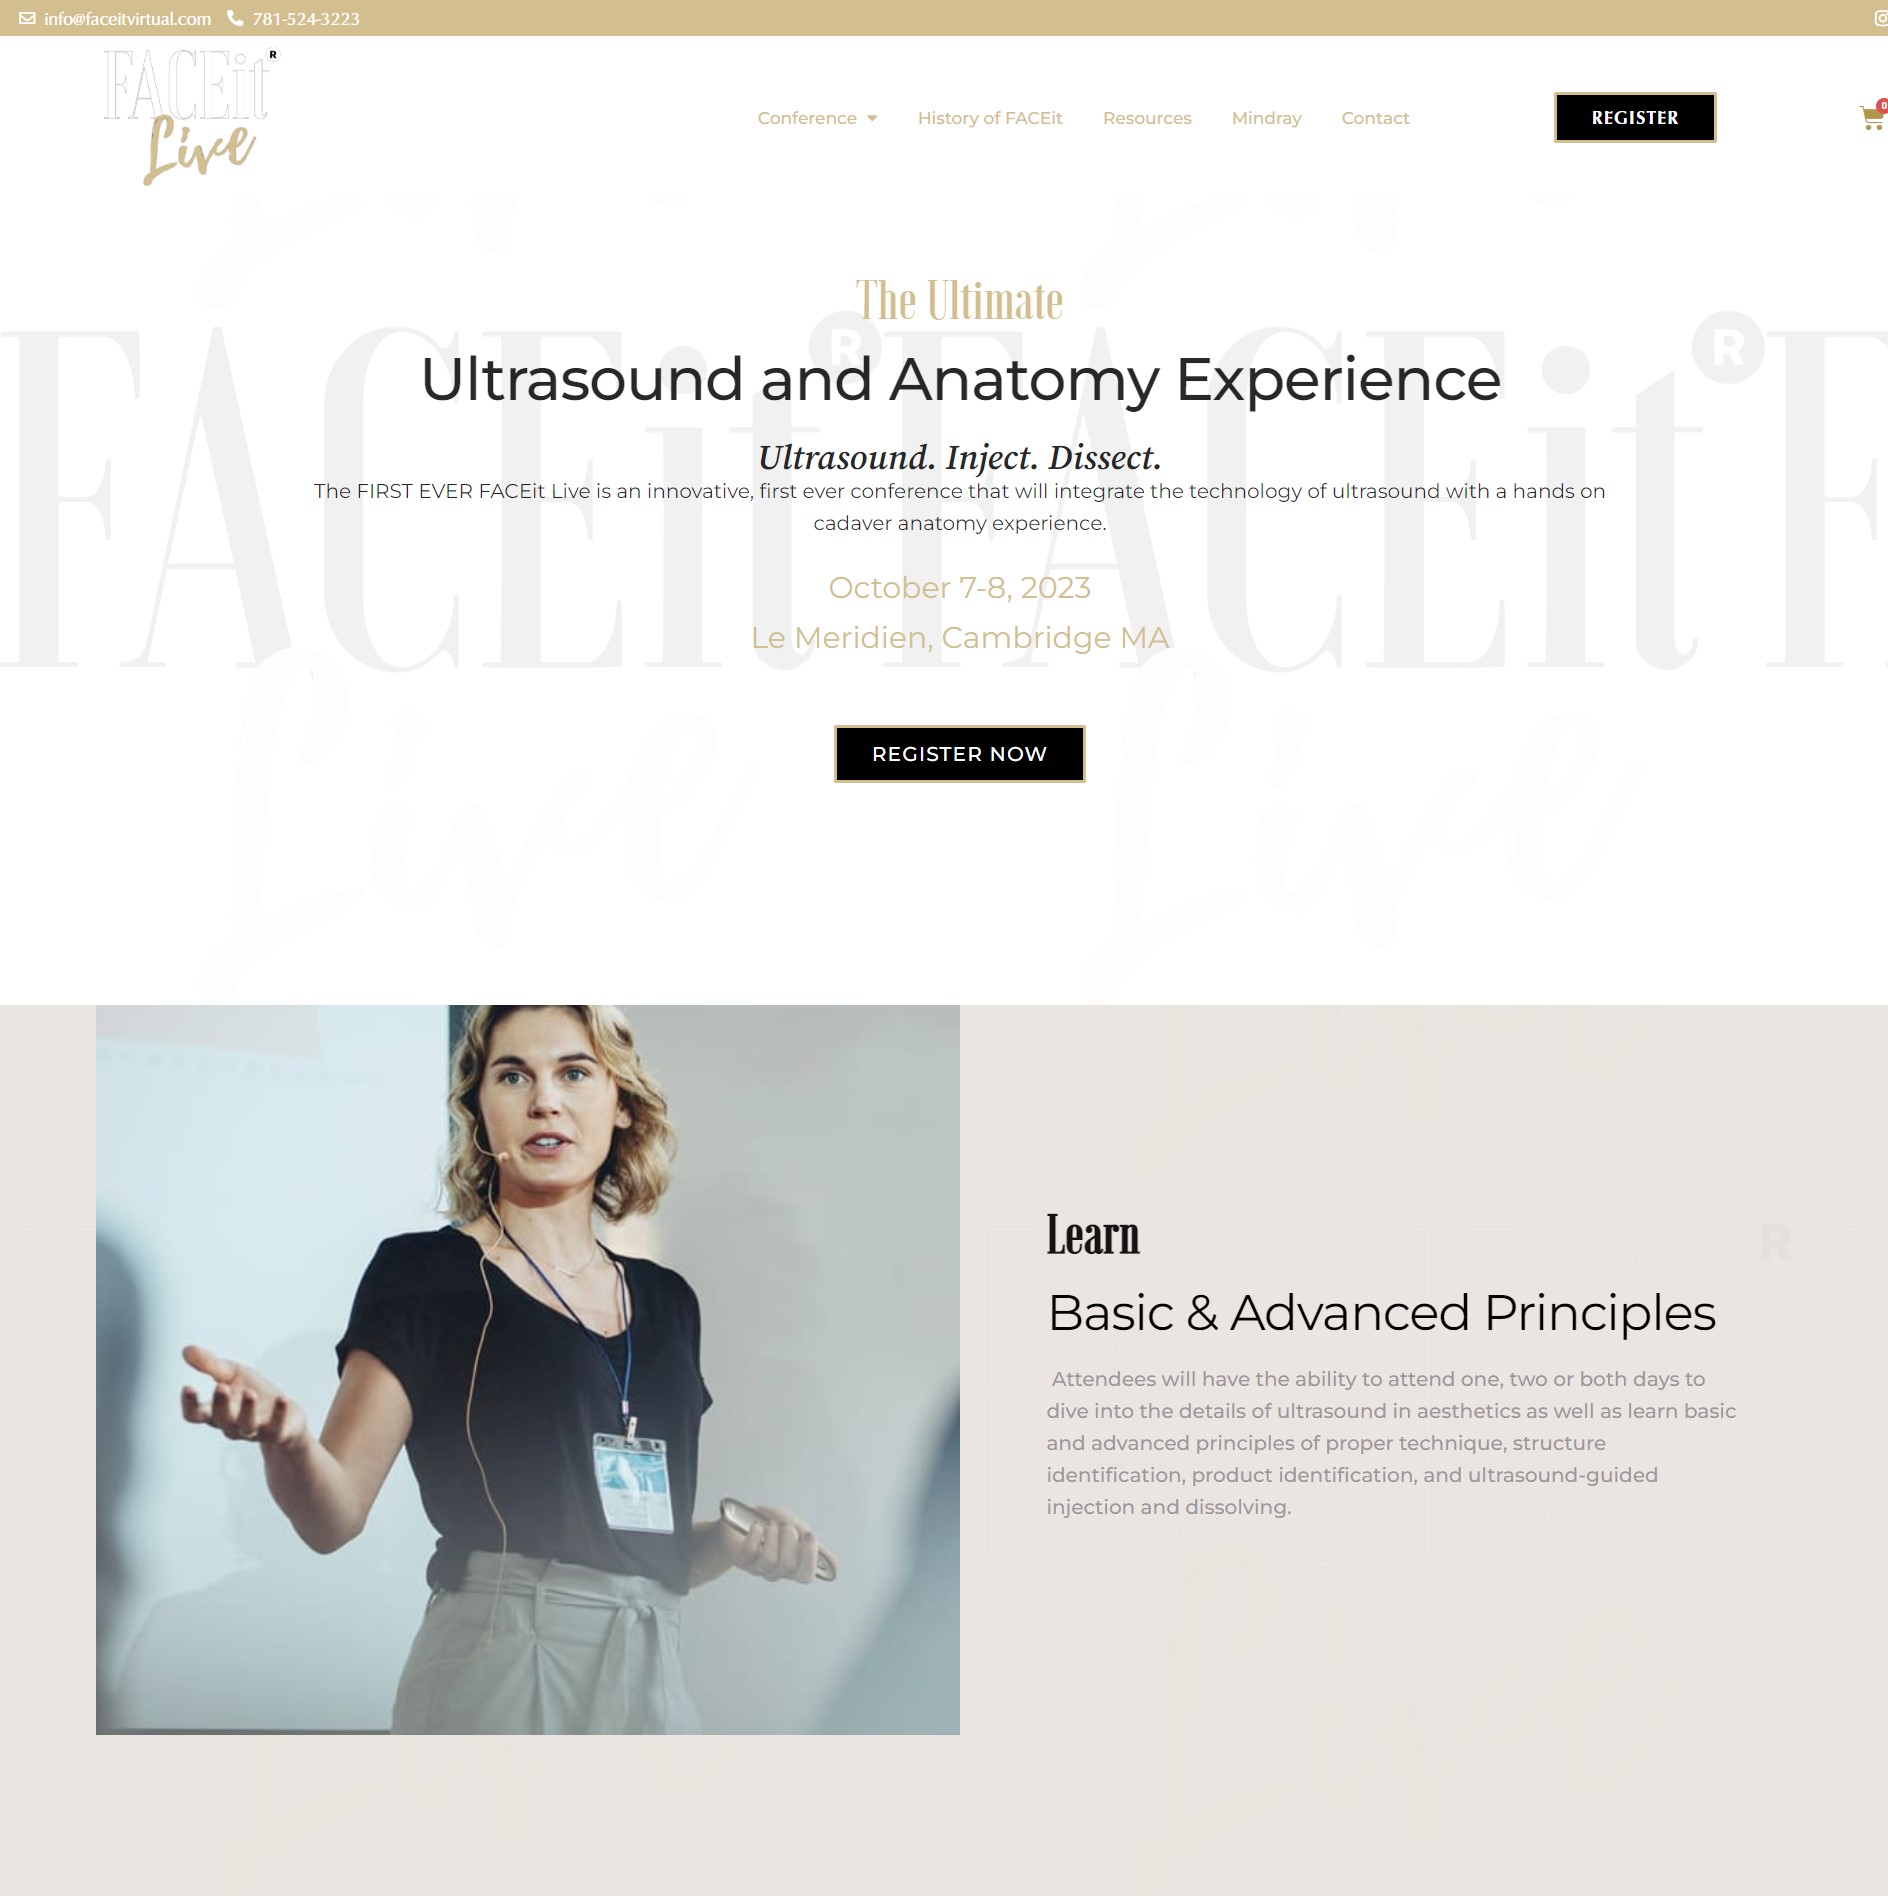 info@faceitvirtual.com 781-524-3223
FACEit®
Live
Conference History of FACEit Resources Mindray Contact
REGISTER
0
The Ultimate
Ultrasound and Anatomy Experience
Ultrasound. Inject. Dissect.
The FIRST EVER FACEit Live is an innovative, first ever conference that will integrate the technology of ultrasound with a hands on
cadaver anatomy experience.
October 7-8, 2023
Le Meridien, Cambridge MA
REGISTER NOW
FACEit® FACEit® F
Live Live
Learn
Basic & Advanced Principles
Attendees will have the ability to attend one, two or both days to
dive into the details of ultrasound in aesthetics as well as learn basic
and advanced principles of proper technique, structure
identification, product identification, and ultrasound-guided
injection and dissolving.